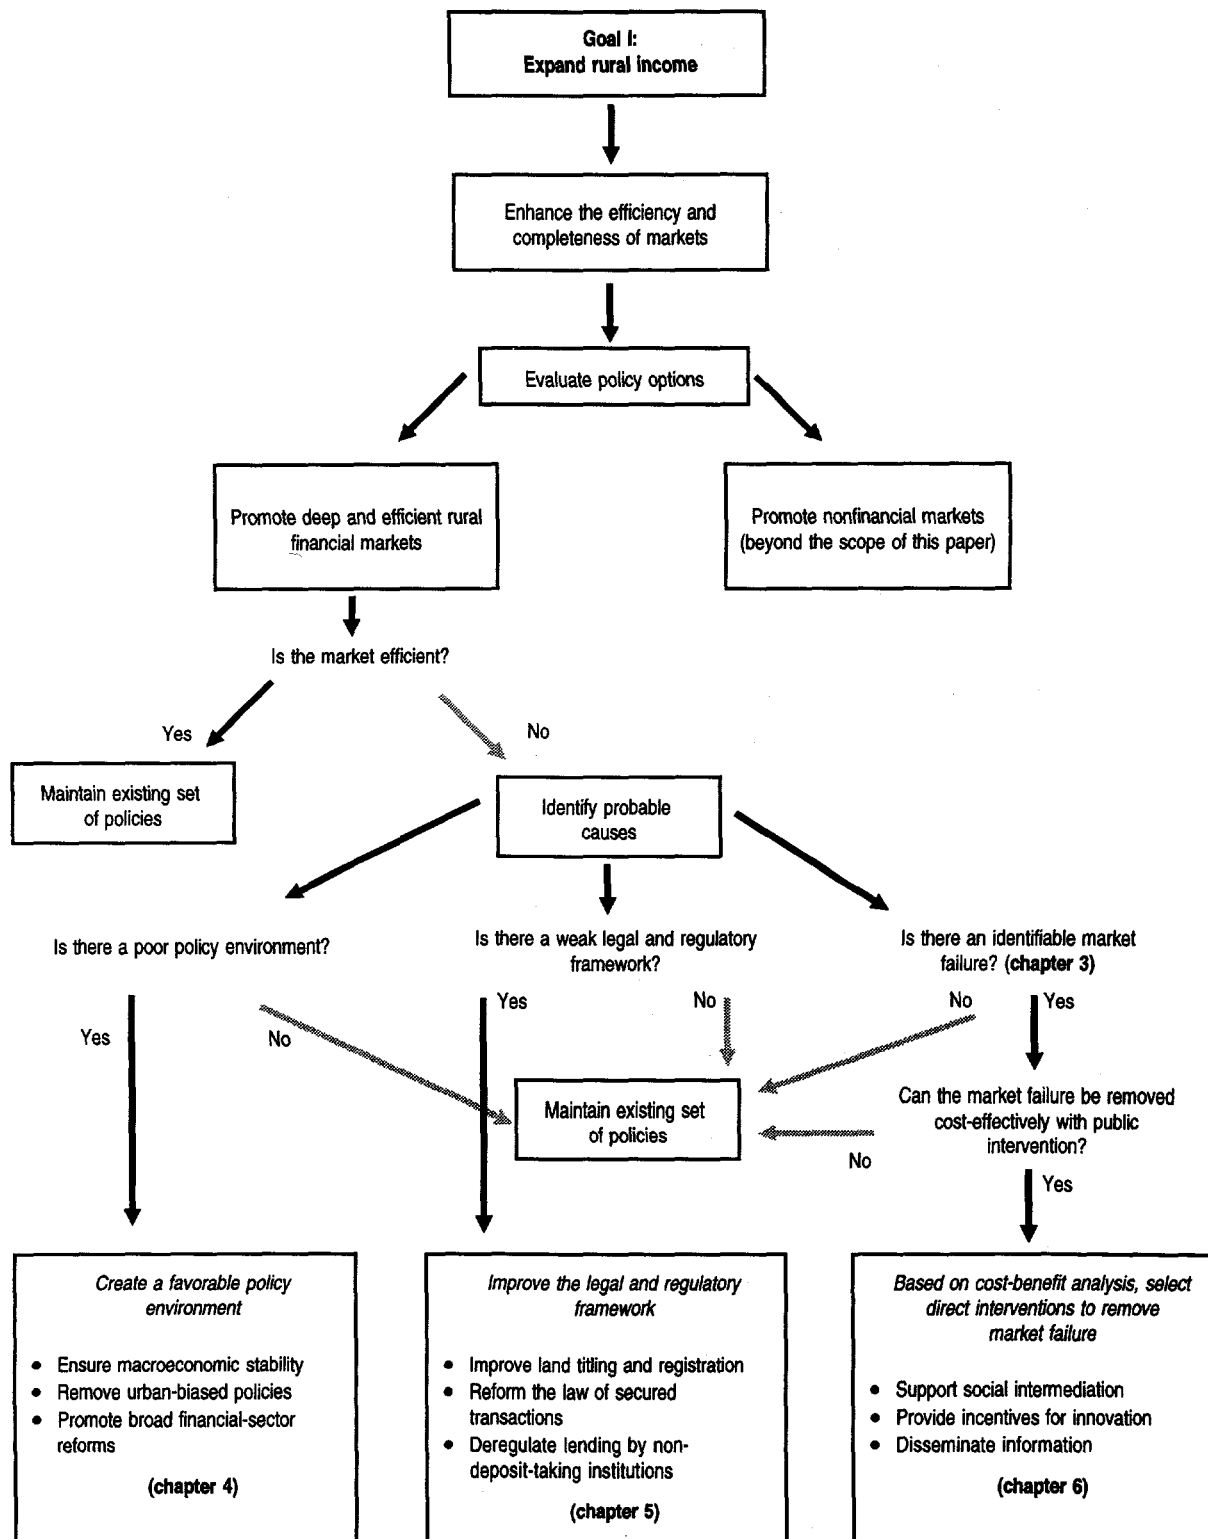 Goal I:
Expand rural income
Enhance the efficiency and
completeness of markets
Evaluate policy options
Promote deep and efficient rural
financial markets
Promote nonfinancial markets
(beyond the scope of this paper)
Is the market efficient?
Yes
No
Maintain existing set
of policies
Identify probable
causes
Is there a poor policy environment?
Is there a weak legal and regulatory
framework?
Is there an identifiable market
failure? (chapter 3)
Yes
No
Yes
No
No
Yes
Maintain existing set
of policies
Can the market failure be removed
cost-effectively with public
intervention?
No
Yes
Create a favorable policy
environment
• Ensure macroeconomic stability
• Remove urban-biased policies
• Promote broad financial-sector
reforms
(chapter 4)
Improve the legal and regulatory
framework
• Improve land titling and registration
• Reform the law of secured
transactions
• Deregulate lending by non-
deposit-taking institutions
(chapter 5)
Based on cost-benefit analysis, select
direct interventions to remove
market failure
• Support social intermediation
• Provide incentives for innovation
• Disseminate information
(chapter 6)